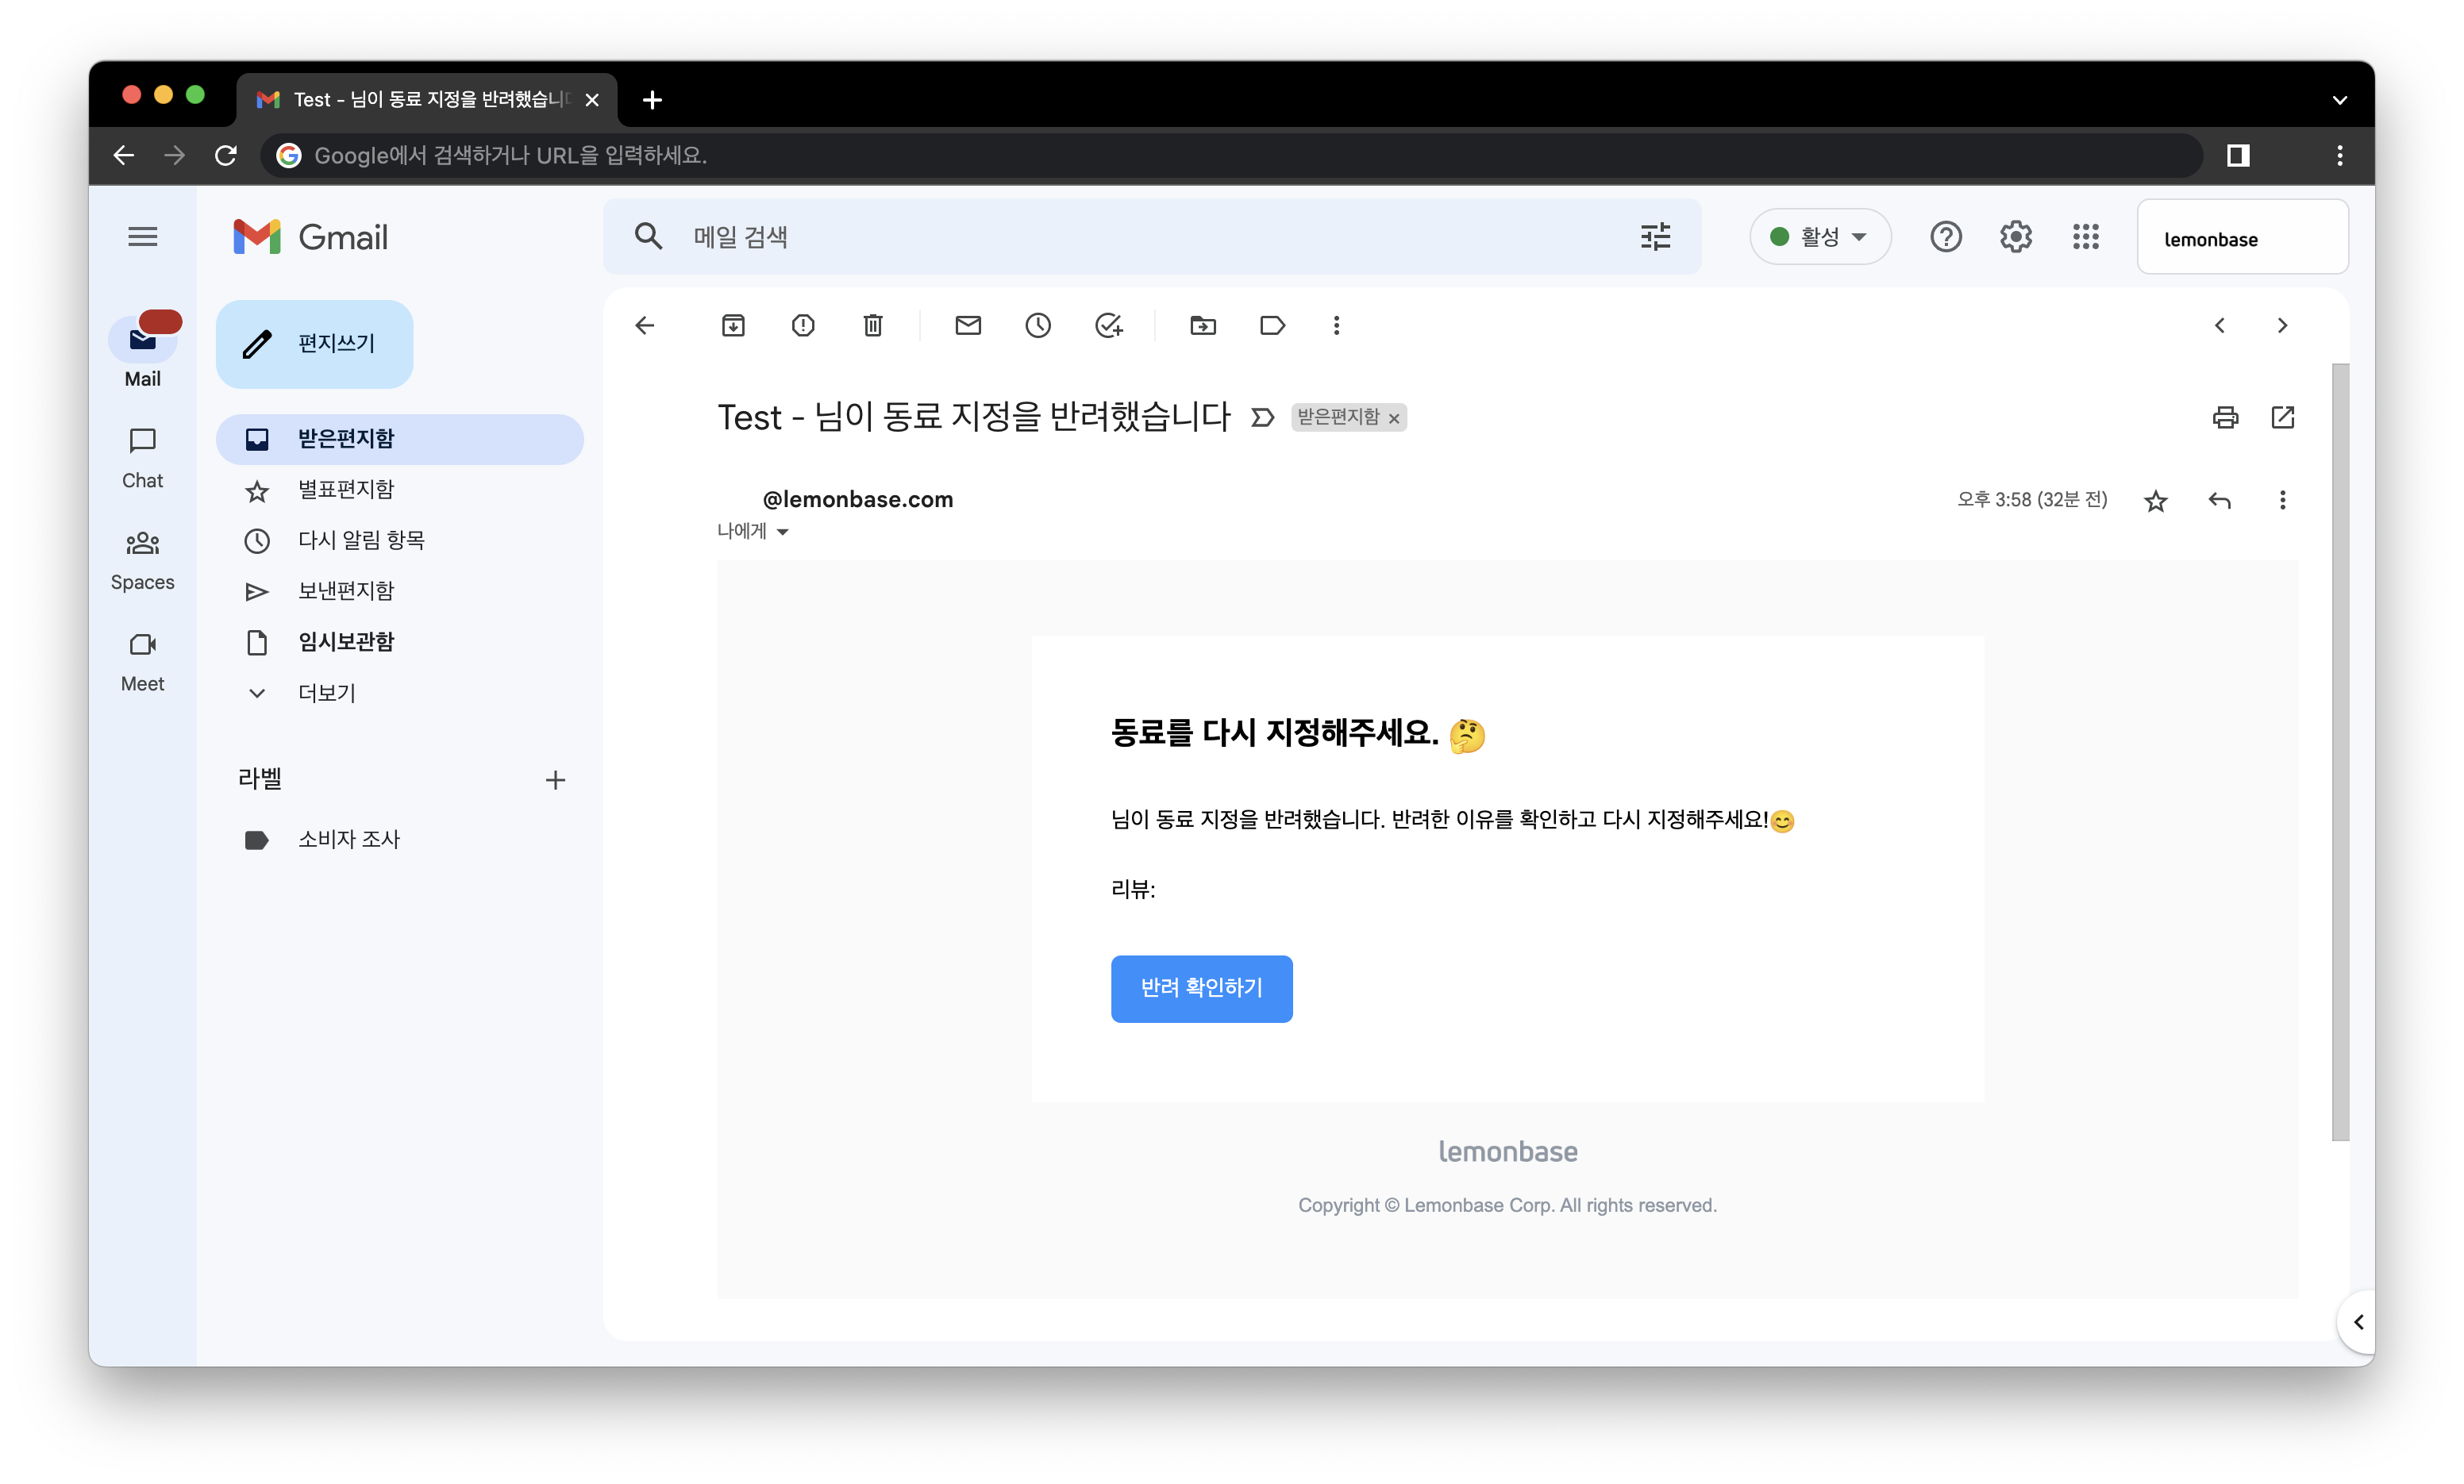 Test - 님이 동료 지정을 반려했습니다
Google에서 검색하거나 URL을 입력하세요.
Gmail
메일 검색
활성
lemonbase
편지쓰기
Mail
Chat
Spaces
Meet
받은편지함
별표편지함
다시 알림 항목
보낸편지함
임시보관함
더보기
라벨
소비자 조사
Test - 님이 동료 지정을 반려했습니다 받은편지함 ×
@lemonbase.com
오후 3:58 (32분 전)
나에게
동료를 다시 지정해주세요. 🤔
님이 동료 지정을 반려했습니다. 반려한 이유를 확인하고 다시 지정해주세요!😊
리뷰:
반려 확인하기
lemonbase
Copyright © Lemonbase Corp. All rights reserved.